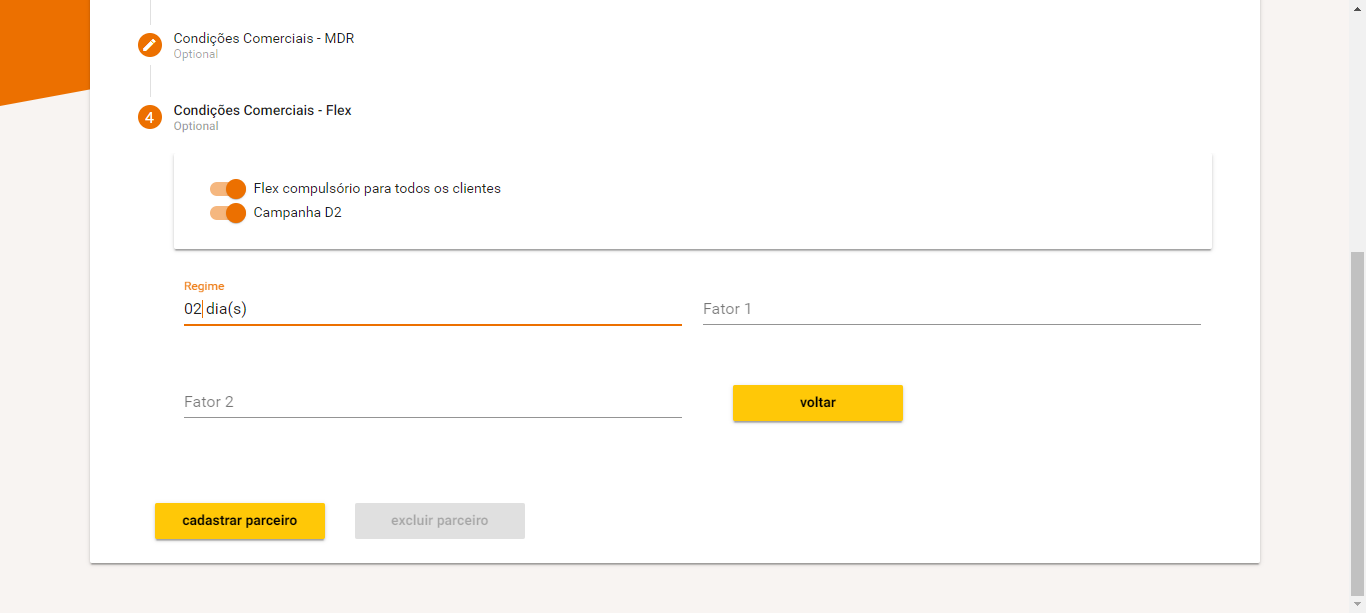 Condições Comerciais - MDR
Optional
4
Condições Comerciais - Flex
Optional
Flex compulsório para todos os clientes
Campanha D2
Regime
02 dia(s)
Fator 1
Fator 2
voltar
cadastrar parceiro
excluir parceiro